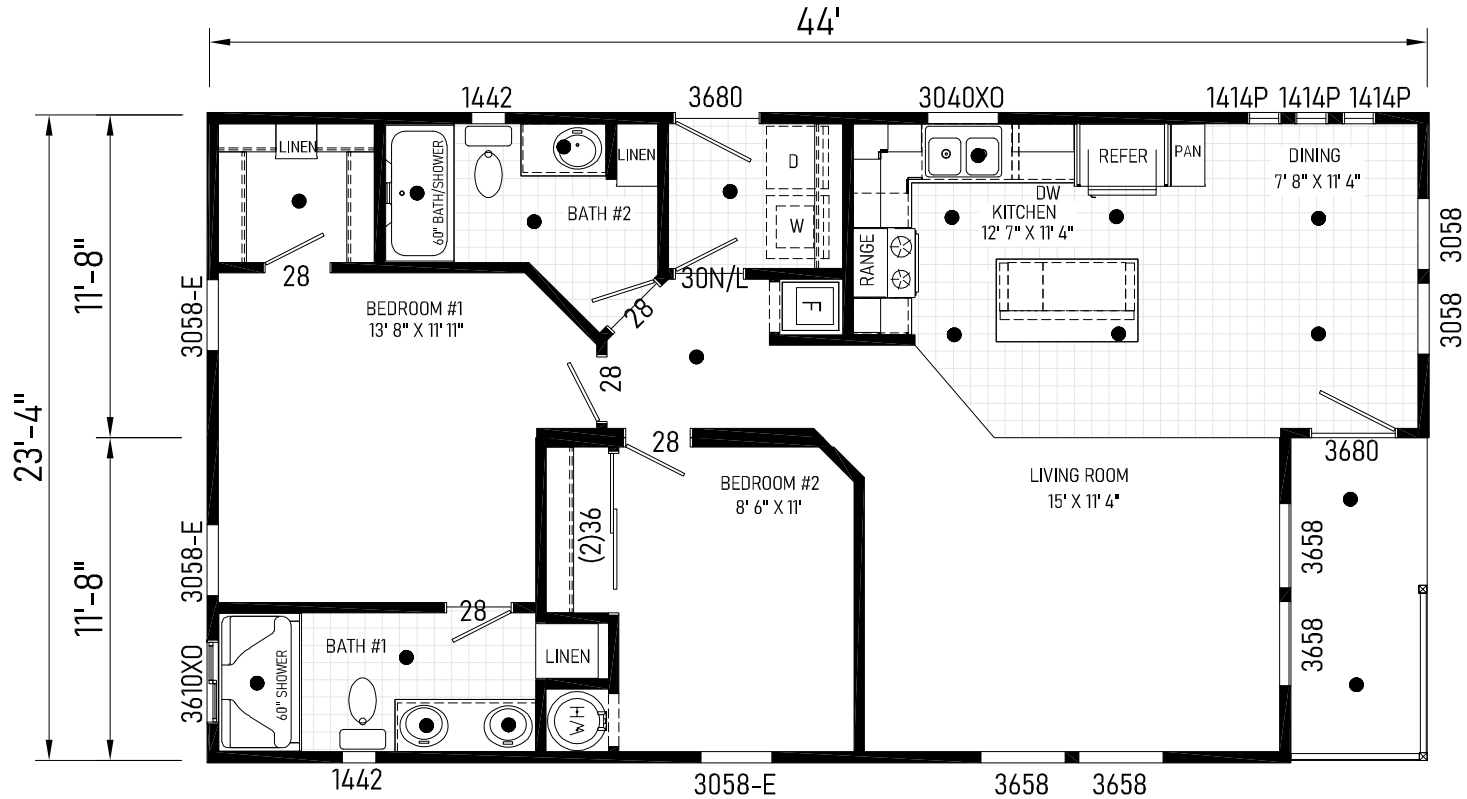 44'
1442
3680
3040XO
1414P
1414P
1414P
LINEN
60" BATH/SHOWER
LINEN
D
W
REFER
PAN
DINING
7' 8" X 11' 4"
BATH #2
DW
KITCHEN
12' 7" X 11' 4"
RANGE
3058
3058
28
30N/L
F
28
11'-8"
3058-E
BEDROOM #1
13' 8" X 11' 11"
28
23'-4"
28
3680
BEDROOM #2
8' 6" X 11'
LIVING ROOM
15' X 11' 4"
(2)36
3058-E
3658
3658
11'-8"
28
BATH #1
LINEN
3610XO
60" SHOWER
WH
1442
3058-E
3658
3658